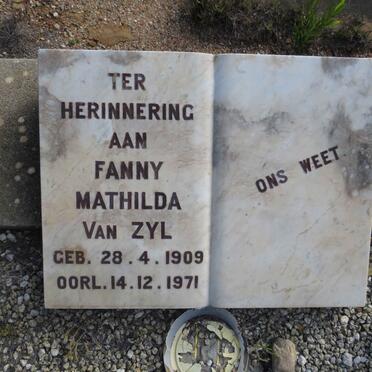 TER
HERINNERING
AAN
FANNY
MATHILDA
VAN ZYL
GEB. 28. 4. 1909
OORL. 14. 12. 1971
ONS WEET